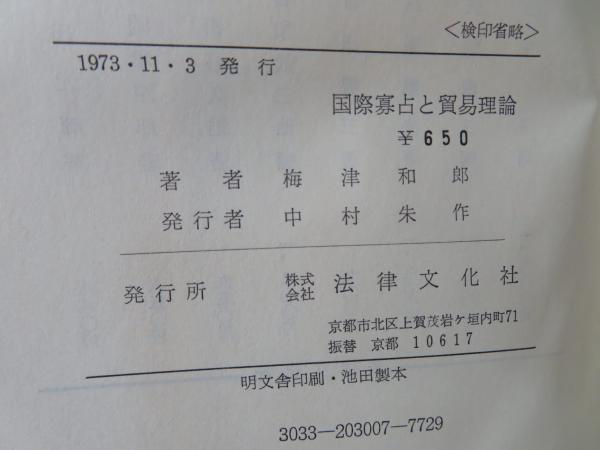 <検印省略>
1973・11・3 発行
国際寡占と貿易理論
￥650
著者 梅津和郎
発行者 中村朱作
発行所 株式会社 法律文化社
京都市北区上賀茂岩ケ垣内町71
振替 京都 10617
明文舎印刷・池田製本
3033―203007―7729